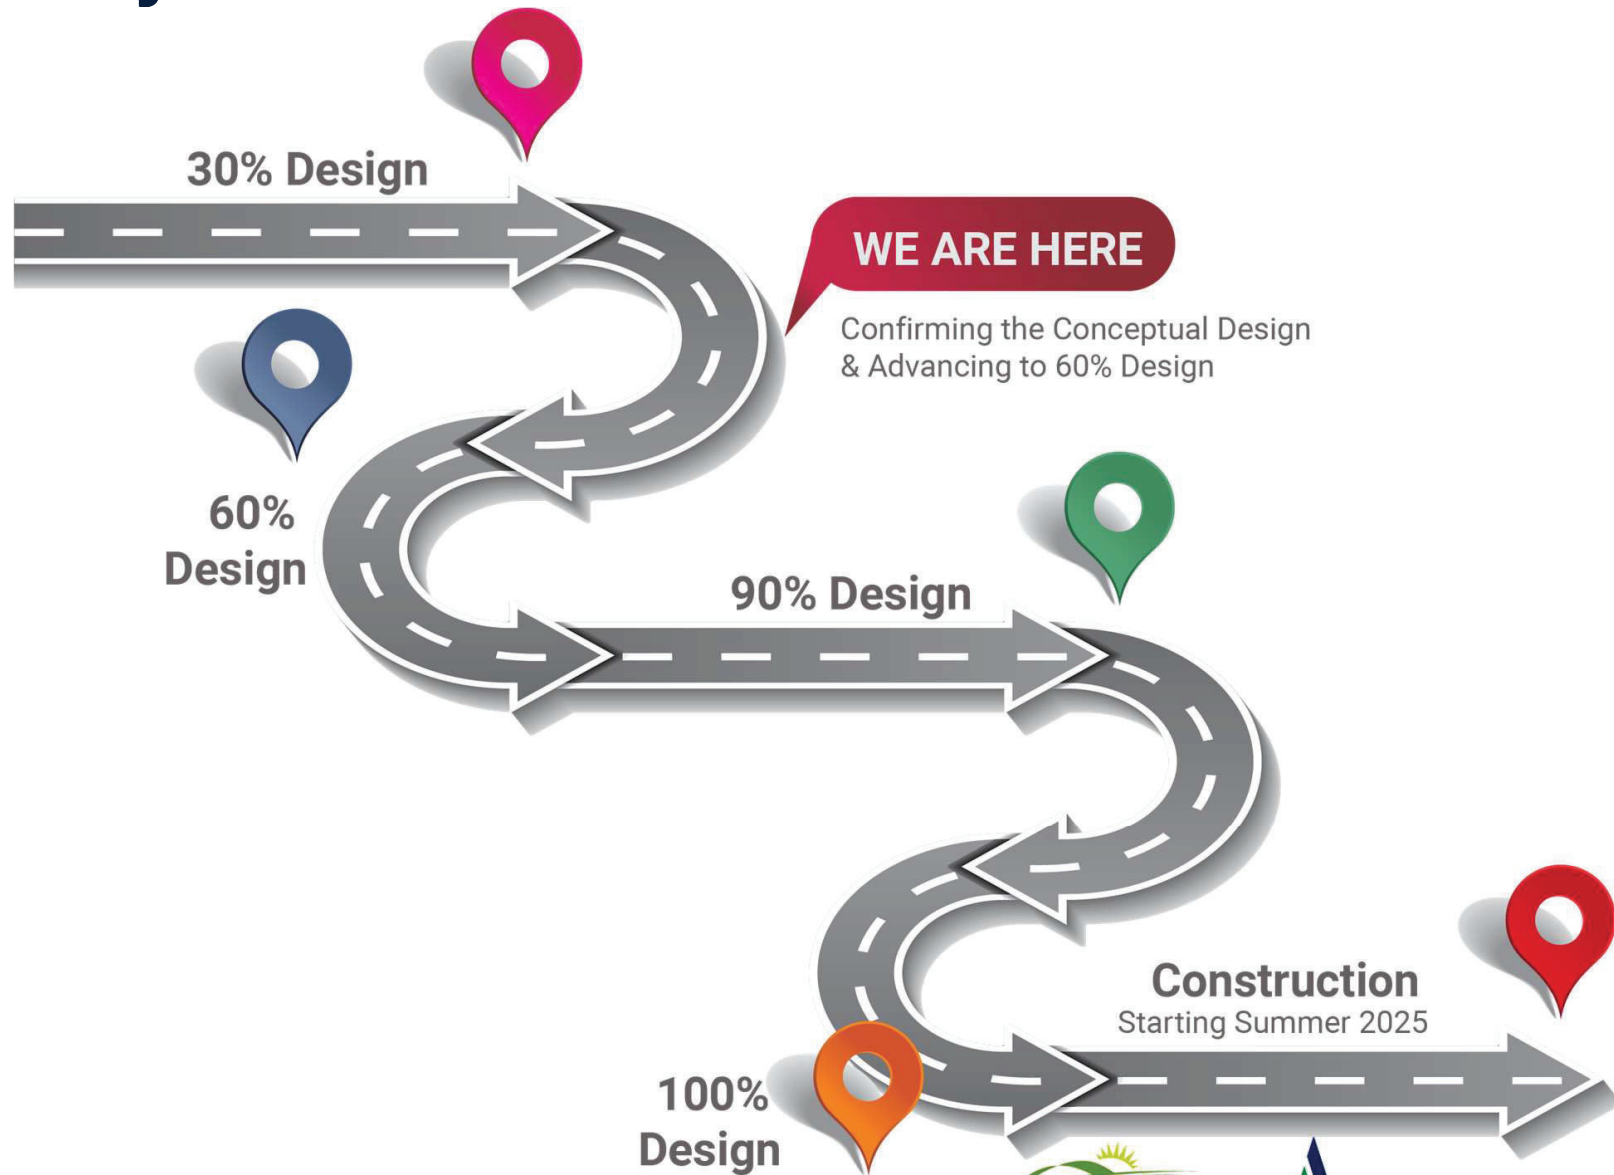 30% Design
WE ARE HERE
Confirming the Conceptual Design
& Advancing to 60% Design
60%
Design
90% Design
Construction
Starting Summer 2025
100%
Design